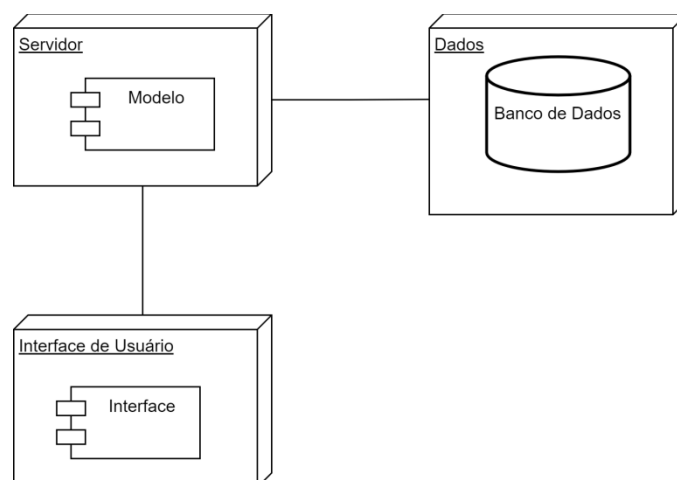 Servidor
Modelo
Dados
Banco de Dados
Interface de Usuário
Interface